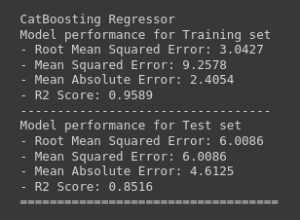 CatBoosting Regressor
Model performance for Training set
- Root Mean Squared Error: 3.0427
- Mean Squared Error: 9.2578
- Mean Absolute Error: 2.4054
- R2 Score: 0.9589
----------------------------------
Model performance for Test set
- Root Mean Squared Error: 6.0086
- Mean Squared Error: 6.0086
- Mean Absolute Error: 4.6125
- R2 Score: 0.8516
===================================